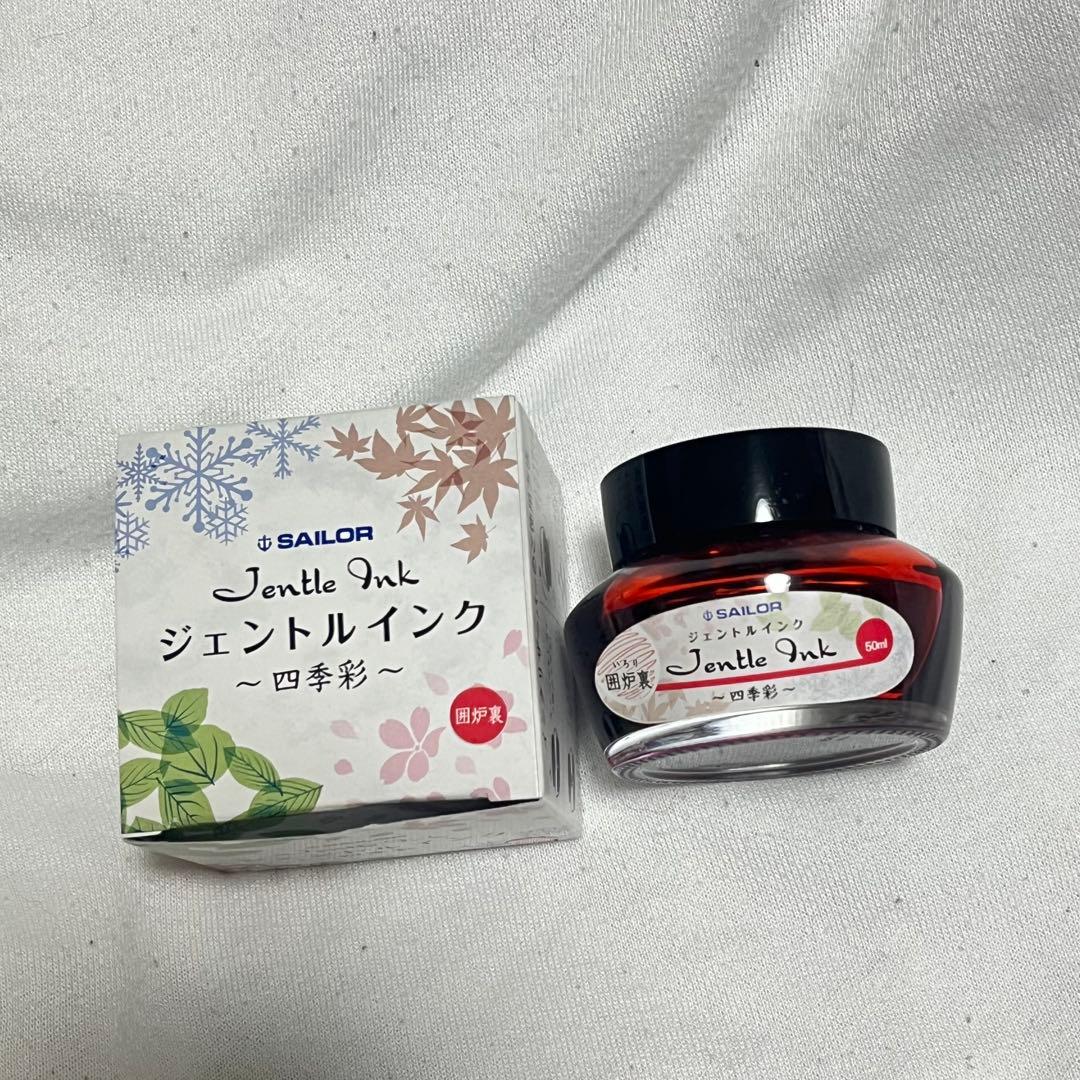 SAILOR
Jentle Ink
ジェントルインク
～四季彩～
囲炉裏
SAILOR
ジェントルインク
Jentle Ink
50ml
いろり
囲炉裏
～四季彩～